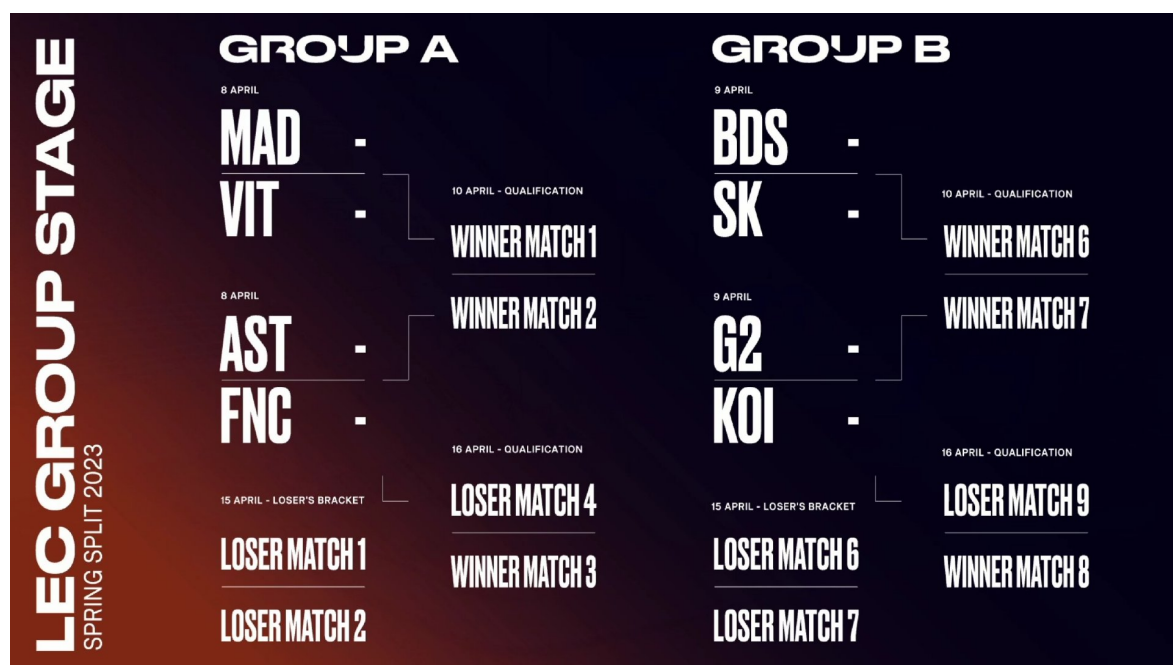 LEC GROUP STAGE
SPRING SPLIT 2023
GROUP A
8 APRIL
MAD -
VIT -
8 APRIL
AST -
FNC -
10 APRIL - QUALIFICATION
WINNER MATCH 1
WINNER MATCH 2
15 APRIL - LOSER'S BRACKET
LOSER MATCH 1
LOSER MATCH 2
16 APRIL - QUALIFICATION
LOSER MATCH 4
WINNER MATCH 3
GROUP B
9 APRIL
BDS -
SK -
9 APRIL
G2 -
KOI -
10 APRIL - QUALIFICATION
WINNER MATCH 6
WINNER MATCH 7
15 APRIL - LOSER'S BRACKET
LOSER MATCH 6
LOSER MATCH 7
16 APRIL - QUALIFICATION
LOSER MATCH 9
WINNER MATCH 8